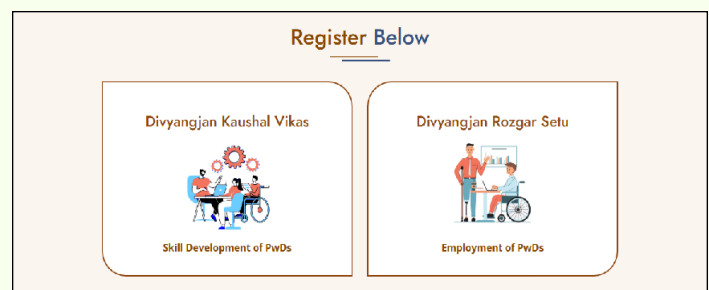 Register Below
Divyangjan Kaushal Vikas
Divyangjan Rozgar Setu
Skill Development of PwDs
Employment of PwDs